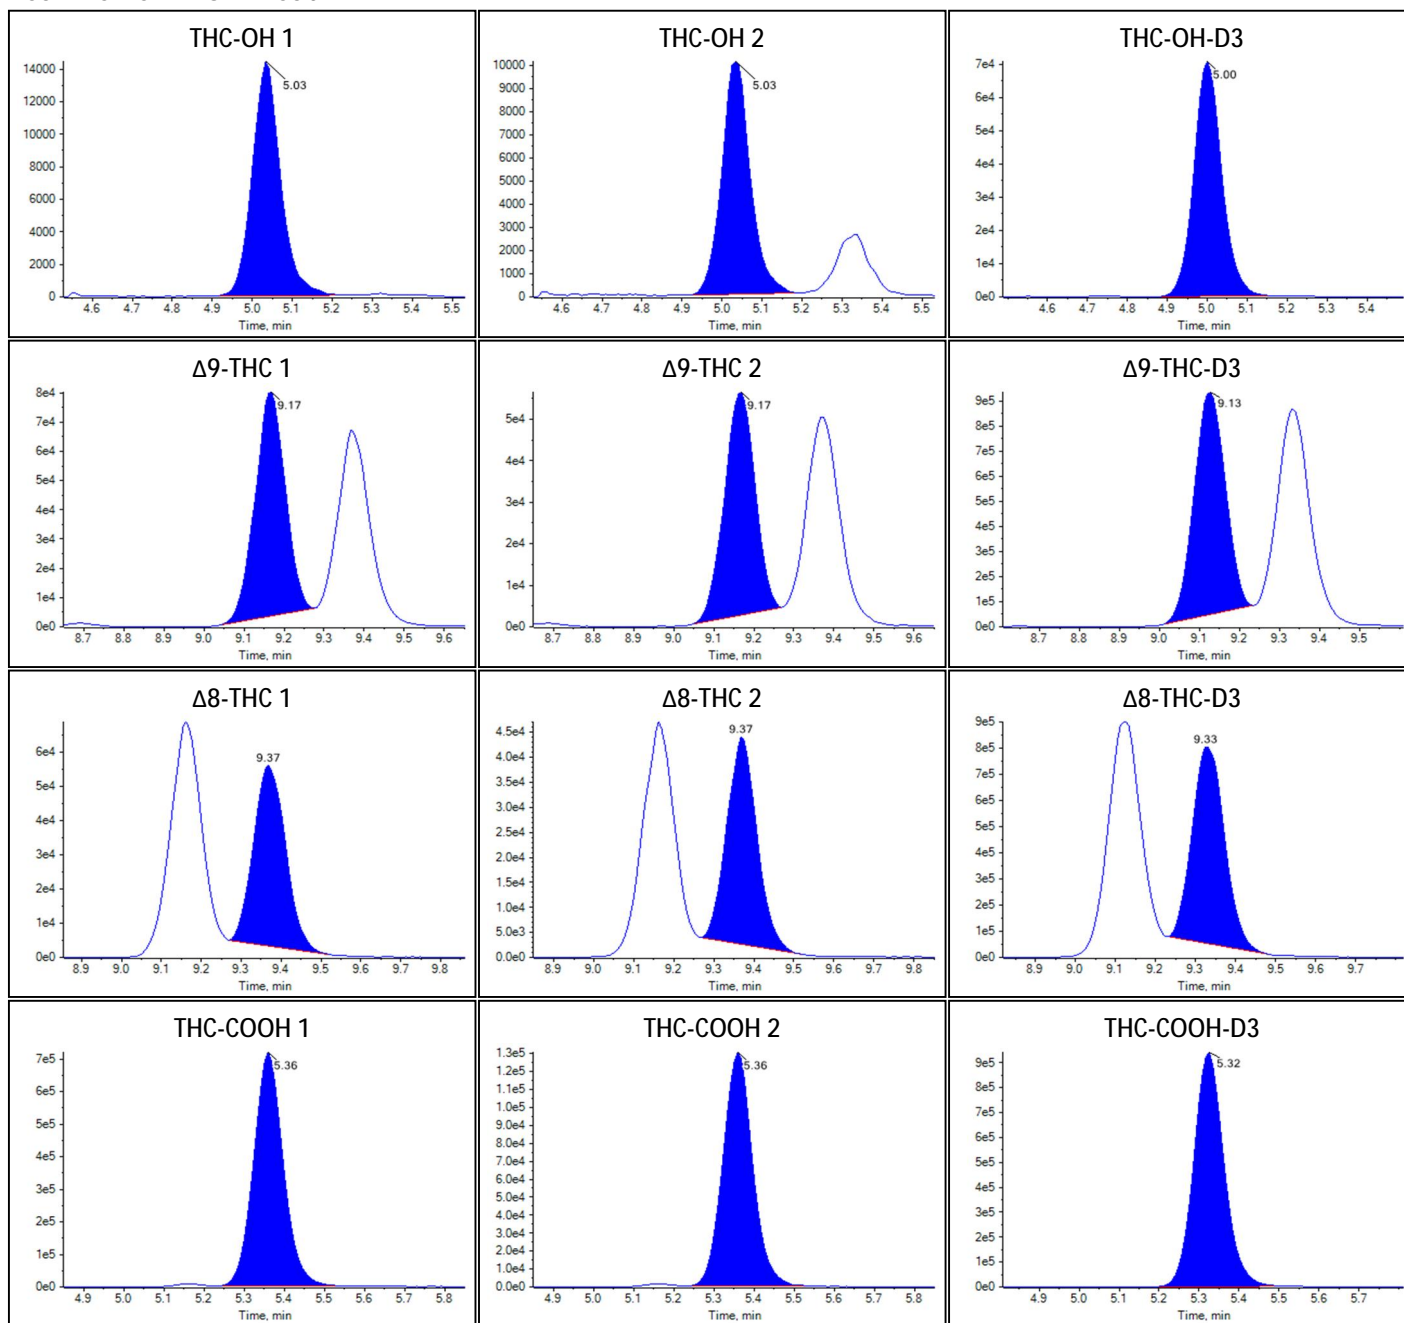 THC-OH 1
14000
12000
10000
8000
6000
4000
2000
0
5.03
4.6 4.7 4.8 4.9 5.0 5.1 5.2 5.3 5.4 5.5
Time, min
THC-OH 2
10000
9000
8000
7000
6000
5000
4000
3000
2000
1000
0
5.03
4.6 4.7 4.8 4.9 5.0 5.1 5.2 5.3 5.4 5.5
Time, min
THC-OH-D3
7e4
6e4
5e4
4e4
3e4
2e4
1e4
0e0
5.00
4.6 4.7 4.8 4.9 5.0 5.1 5.2 5.3 5.4
Time, min
Δ9-THC 1
8e4
7e4
6e4
5e4
4e4
3e4
2e4
1e4
0e0
9.17
8.7 8.8 8.9 9.0 9.1 9.2 9.3 9.4 9.5 9.6
Time, min
Δ9-THC 2
5e4
4e4
3e4
2e4
1e4
0e0
9.17
8.7 8.8 8.9 9.0 9.1 9.2 9.3 9.4 9.5 9.6
Time, min
Δ9-THC-D3
9e5
8e5
7e5
6e5
5e5
4e5
3e5
2e5
1e5
0e0
9.13
8.7 8.8 8.9 9.0 9.1 9.2 9.3 9.4 9.5
Time, min
Δ8-THC 1
6e4
5e4
4e4
3e4
2e4
1e4
0e0
9.37
8.9 9.0 9.1 9.2 9.3 9.4 9.5 9.6 9.7 9.8
Time, min
Δ8-THC 2
4.5e4
4.0e4
3.5e4
3.0e4
2.5e4
2.0e4
1.5e4
1.0e4
5.0e3
0.0e0
9.37
8.9 9.0 9.1 9.2 9.3 9.4 9.5 9.6 9.7 9.8
Time, min
Δ8-THC-D3
9e5
8e5
7e5
6e5
5e5
4e5
3e5
2e5
1e5
0e0
9.33
8.9 9.0 9.1 9.2 9.3 9.4 9.5 9.6 9.7
Time, min
THC-COOH 1
7e5
6e5
5e5
4e5
3e5
2e5
1e5
0e0
5.36
4.9 5.0 5.1 5.2 5.3 5.4 5.5 5.6 5.7 5.8
Time, min
THC-COOH 2
1.3e5
1.2e5
1.1e5
1.0e5
9.0e4
8.0e4
7.0e4
6.0e4
5.0e4
4.0e4
3.0e4
2.0e4
1.0e4
0.0e0
5.36
4.9 5.0 5.1 5.2 5.3 5.4 5.5 5.6 5.7 5.8
Time, min
THC-COOH-D3
9e5
8e5
7e5
6e5
5e5
4e5
3e5
2e5
1e5
0e0
5.32
4.9 5.0 5.1 5.2 5.3 5.4 5.5 5.6 5.7
Time, min